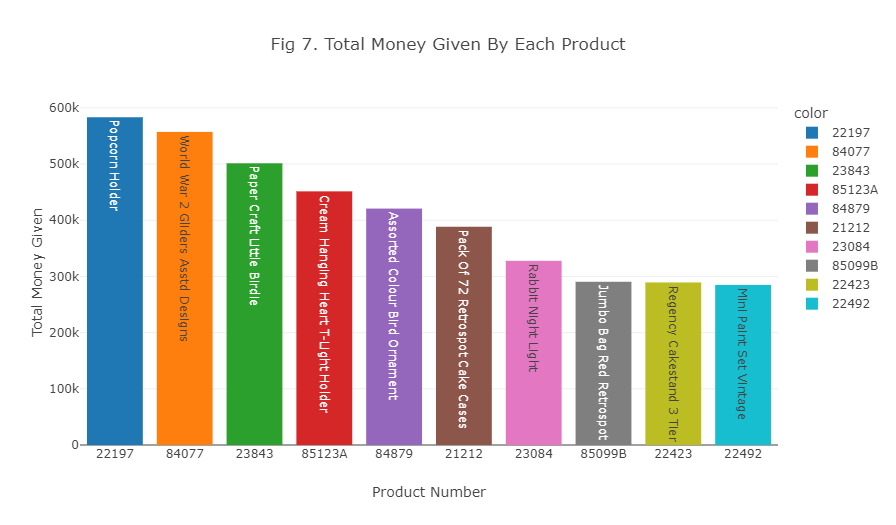 Fig 7. Total Money Given By Each Product
Total Money Given
600k
500k
400k
300k
200k
100k
0
Popcorn Holder
World War 2 Gliders Asstd Designs
Paper Craft Little Birdie
Cream Hanging Heart T-Light Holder
Assorted Colour Bird Ornament
Pack Of 72 Retrospot Cake Cases
Rabbit Night Light
Jumbo Bag Red Retrospot
Regency Cakestand 3 Tier
Mini Paint Set Vintage
22197
84077
23843
85123A
84879
21212
23084
85099B
22423
22492
Product Number
color
22197
84077
23843
85123A
84879
21212
23084
85099B
22423
22492